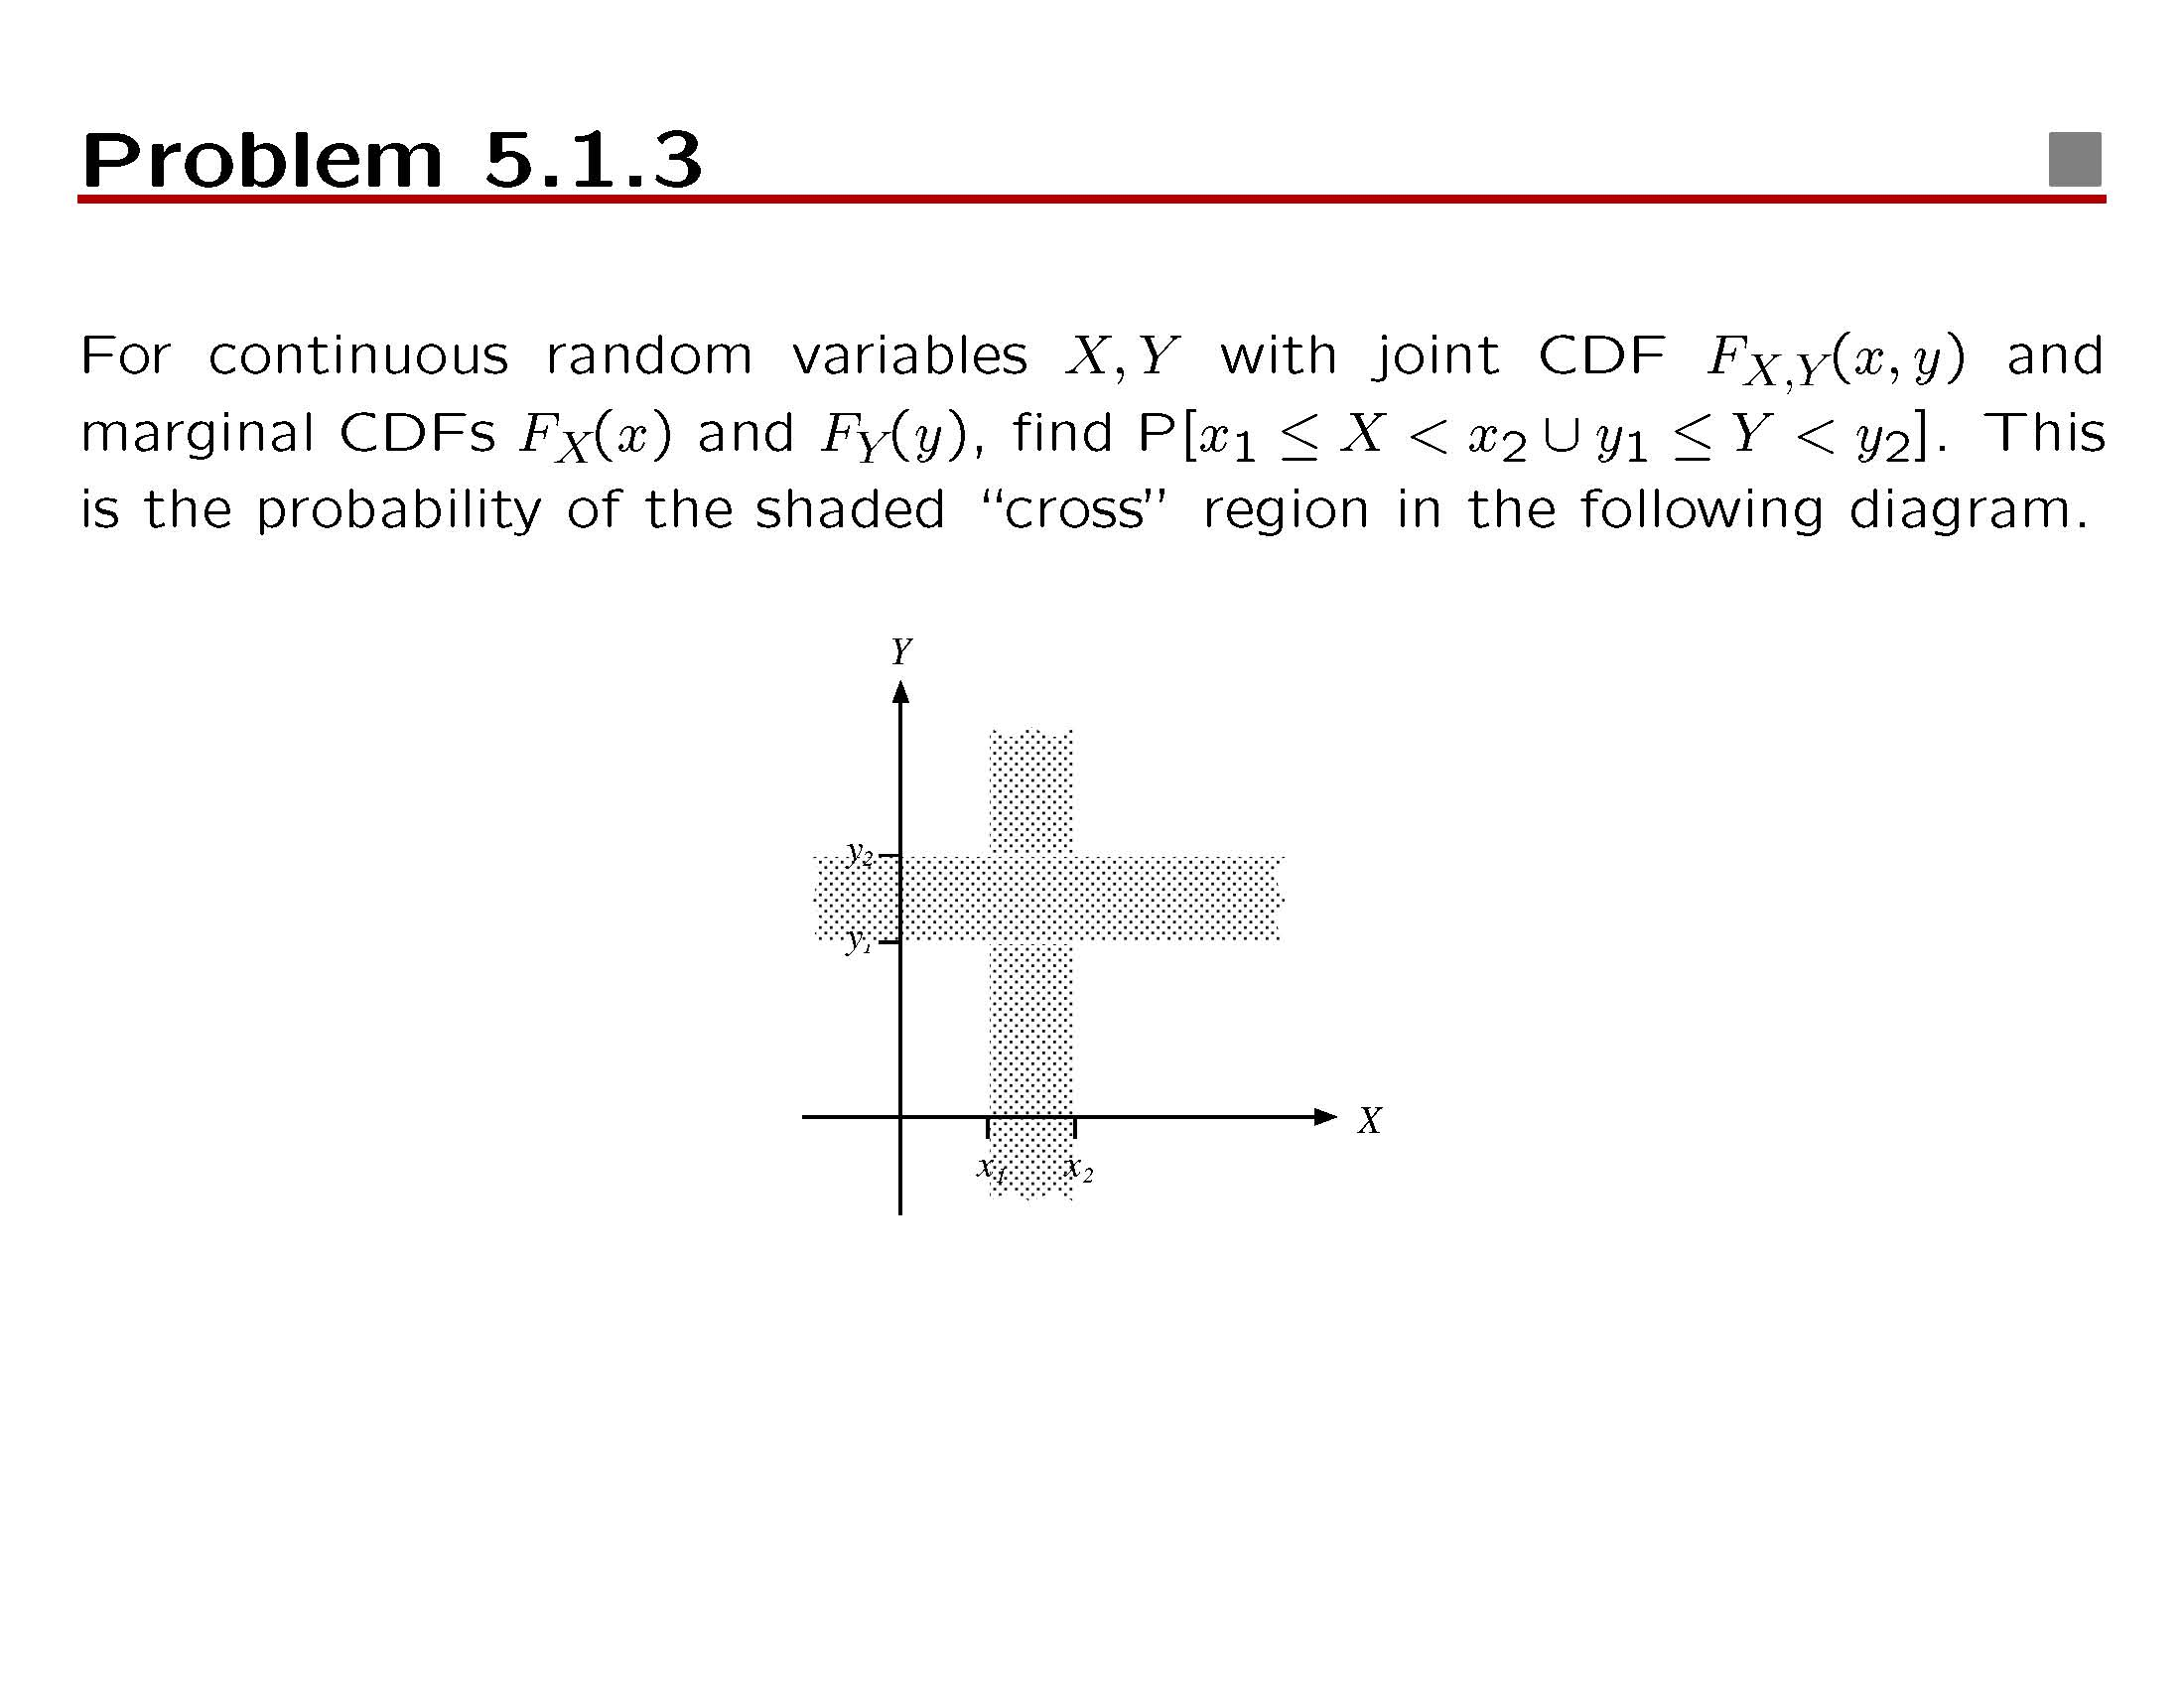 Problem 5.1.3
For continuous random variables X, Y with joint CDF F_{X,Y}(x, y) and
marginal CDFs F_X(x) and F_Y(y), find P[x_1 ≤ X < x_2 ∪ y_1 ≤ Y < y_2]. This
is the probability of the shaded “cross” region in the following diagram.
Y
y_2
y_1
X
x_1 x_2